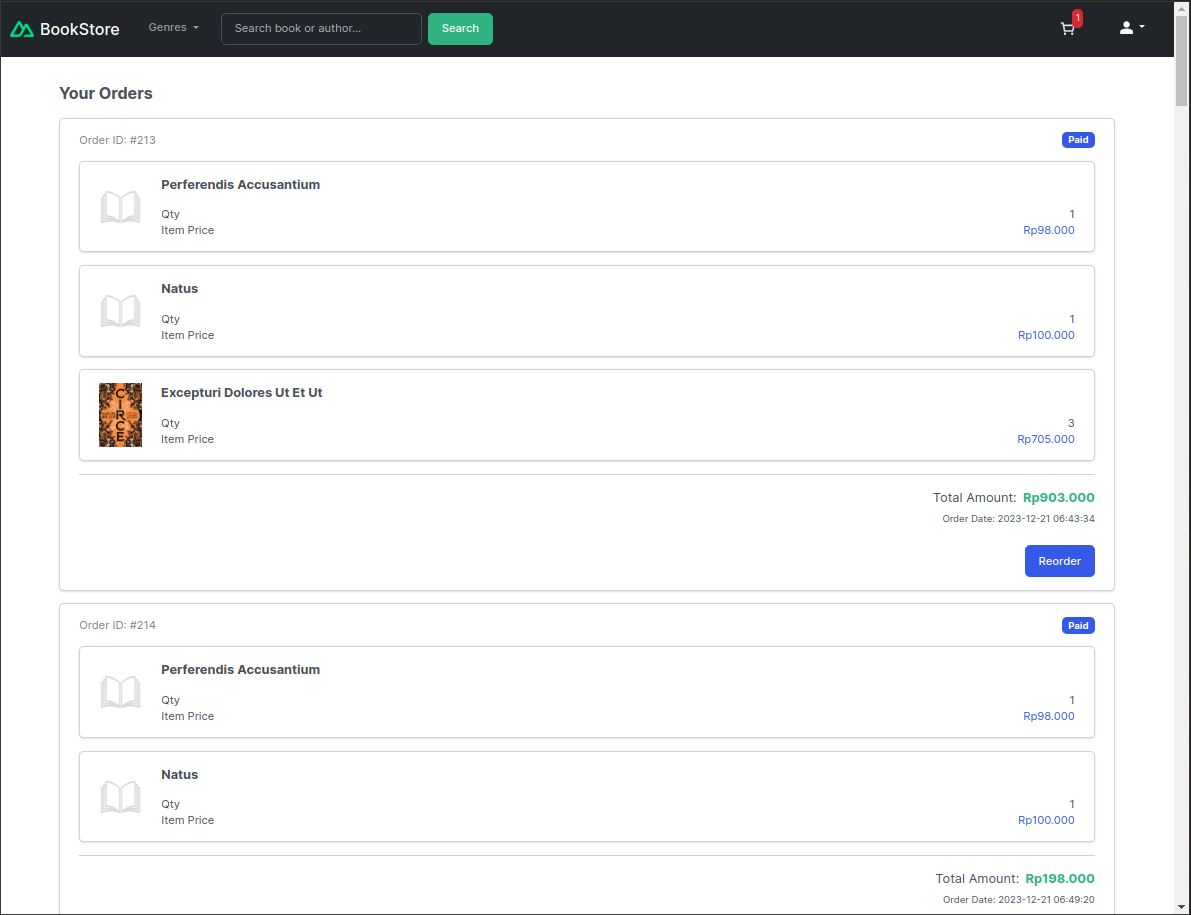 BookStore Genres Search book or author... Search 1
Your Orders
Order ID: #213 Paid
Perferendis Accusantium
Qty 1
Item Price Rp98.000
Natus
Qty 1
Item Price Rp100.000
CIRCE
Excepturi Dolores Ut Et Ut
Qty 3
Item Price Rp705.000
Total Amount: Rp903.000
Order Date: 2023-12-21 06:43:34
Reorder
Order ID: #214 Paid
Perferendis Accusantium
Qty 1
Item Price Rp98.000
Natus
Qty 1
Item Price Rp100.000
Total Amount: Rp198.000
Order Date: 2023-12-21 06:49:20